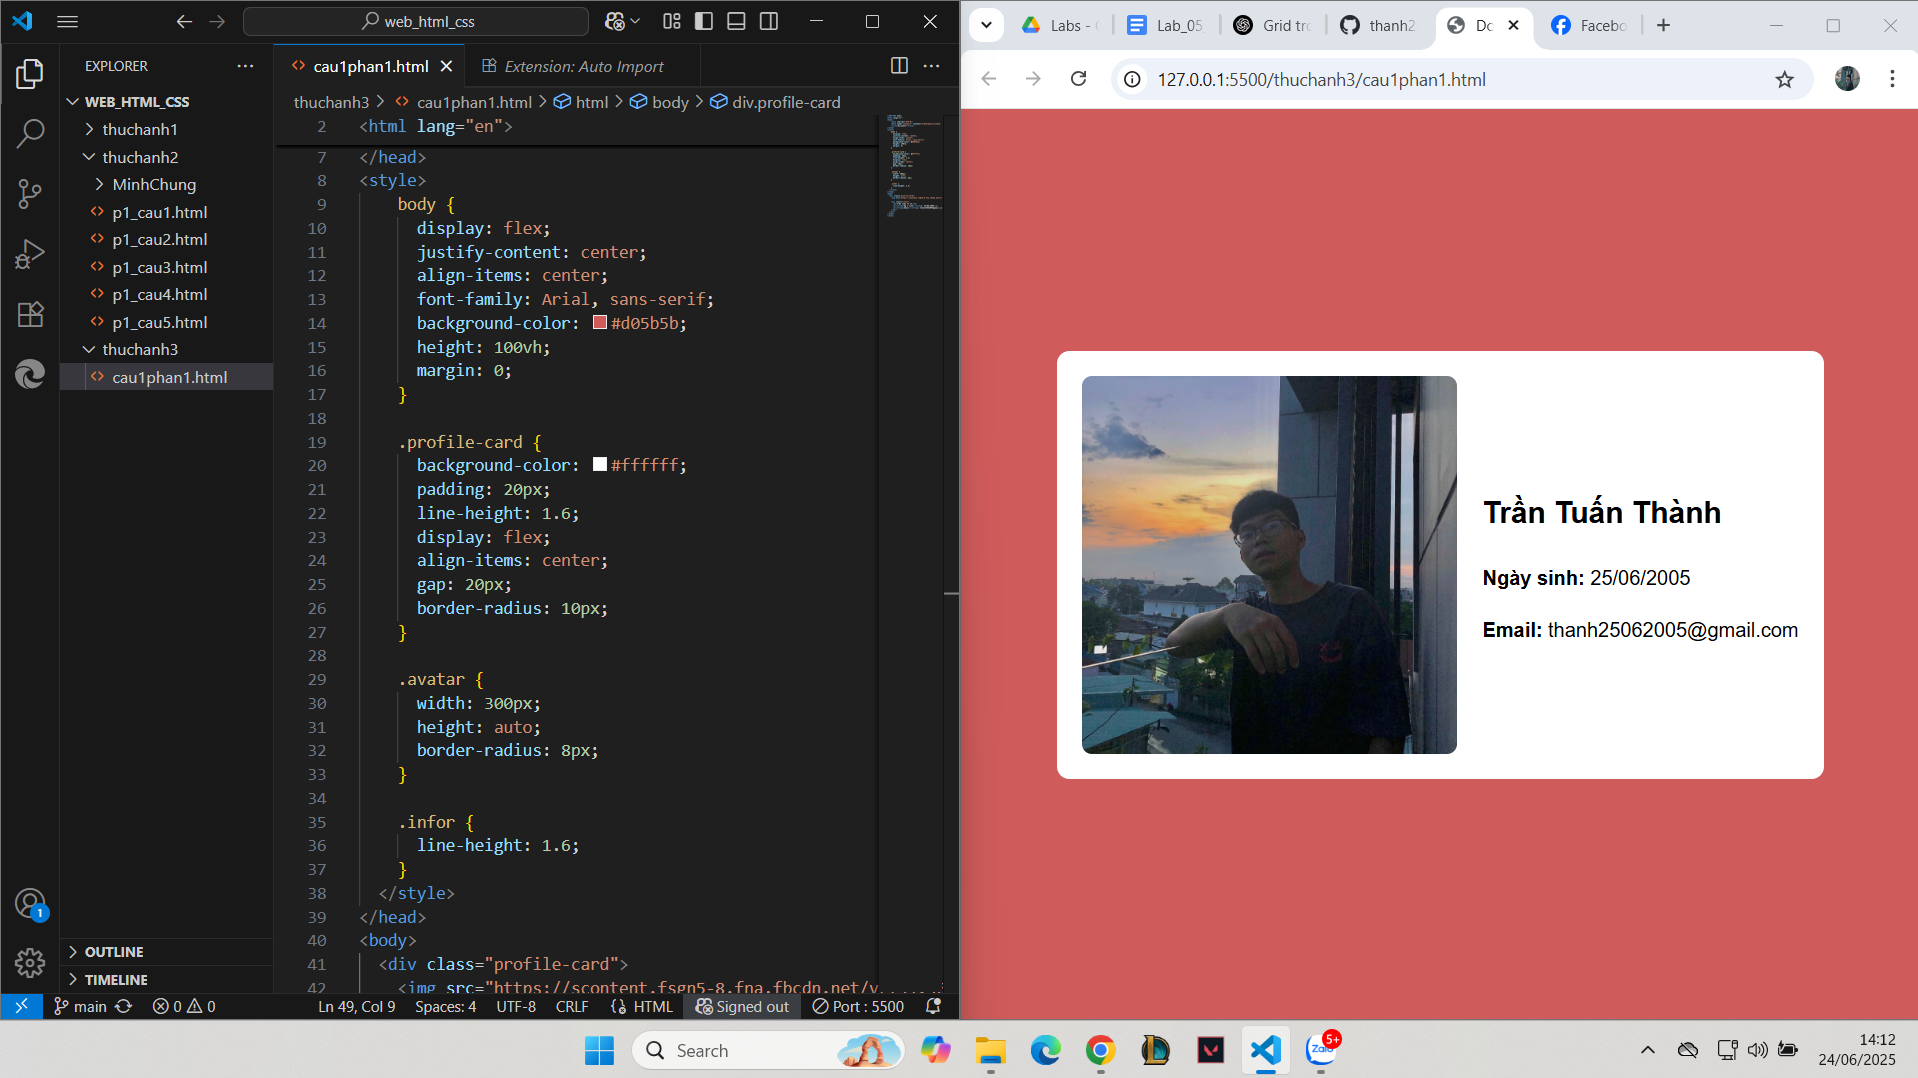 web_html_css
EXPLORER
cau1phan1.html
Extension: Auto Import
WEB_HTML_CSS
thuchanh1
thuchanh2
MinhChung
p1_cau1.html
p1_cau2.html
p1_cau3.html
p1_cau4.html
p1_cau5.html
thuchanh3
cau1phan1.html
OUTLINE
TIMELINE
thuchanh3 > cau1phan1.html > html > body > div.profile-card
2 <html lang="en">
7 </head>
8 <style>
9 body {
10 display: flex;
11 justify-content: center;
12 align-items: center;
13 font-family: Arial, sans-serif;
14 background-color: #d05b5b;
15 height: 100vh;
16 margin: 0;
17 }
18
19 .profile-card {
20 background-color: #ffffff;
21 padding: 20px;
22 line-height: 1.6;
23 display: flex;
24 align-items: center;
25 gap: 20px;
26 border-radius: 10px;
27 }
28
29 .avatar {
30 width: 300px;
31 height: auto;
32 border-radius: 8px;
33 }
34
35 .infor {
36 line-height: 1.6;
37 }
38 </style>
39 </head>
40 <body>
41 <div class="profile-card">
42 <img src="https://scontent.fsgn5-8.fna.fbcdn.net/v
1
main 0 0 Ln 49, Col 9 Spaces: 4 UTF-8 CRLF HTML Signed out Port : 5500
Labs - Lab_05 Grid tro thanh2 Do Facebo
127.0.0.1:5500/thuchanh3/cau1phan1.html
Trần Tuấn Thành
Ngày sinh: 25/06/2005
Email: thanh25062005@gmail.com
Search
Zalo
5+
14:12
24/06/2025